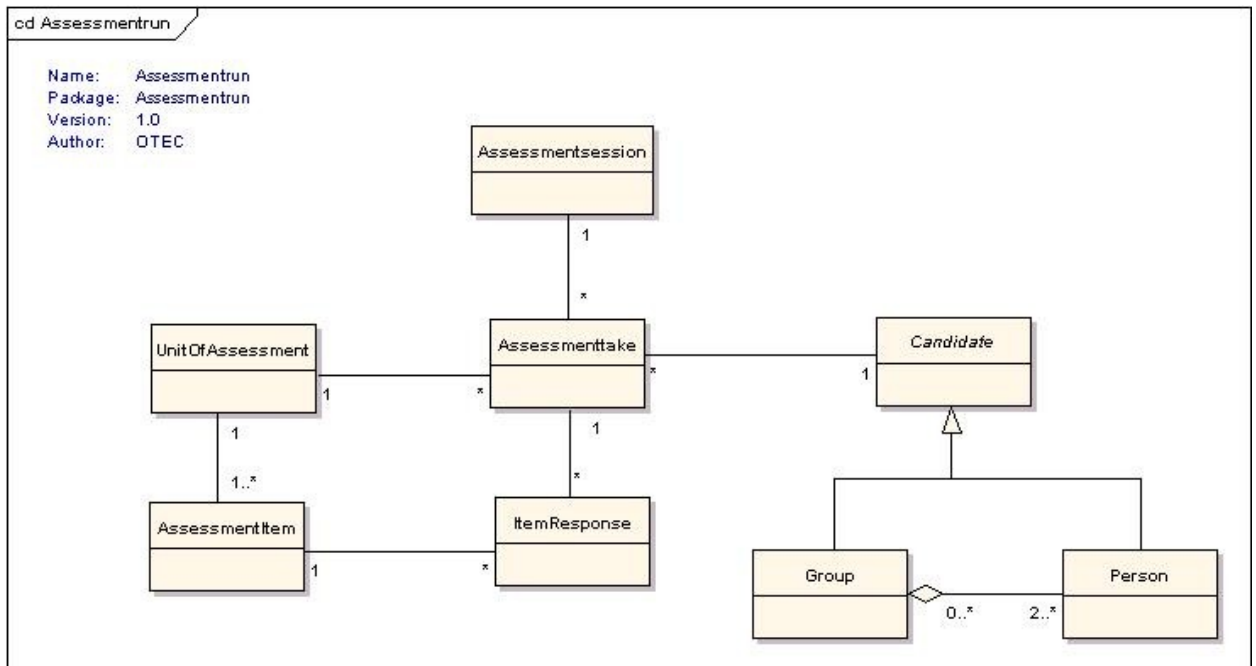 cd Assessmentrun
Name: Assessmentrun
Package: Assessmentrun
Version: 1.0
Author: OTEC
Assessmentsession
1
*
UnitOfAssessment
Assessmenttake
Candidate
1
*
*
1
1
1..*
1
*
AssessmentItem
ItemResponse
1
*
Group
Person
0..*
2..*